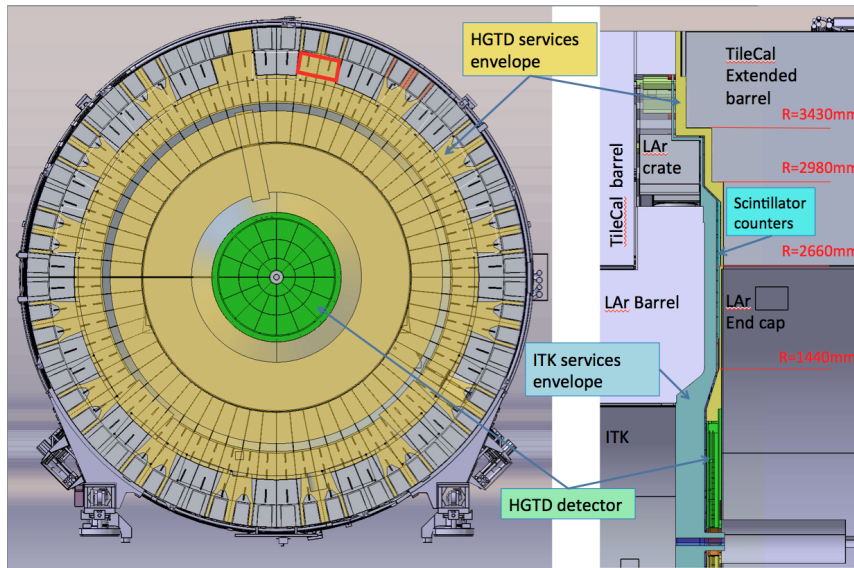 HGTD services
envelope
TileCal
Extended
barrel
R=3430mm
LAr
crate
R=2980mm
TileCal barrel
Scintillator
counters
R=2660mm
LAr Barrel
LAr
End cap
ITK services
envelope
R=1440mm
ITK
HGTD detector